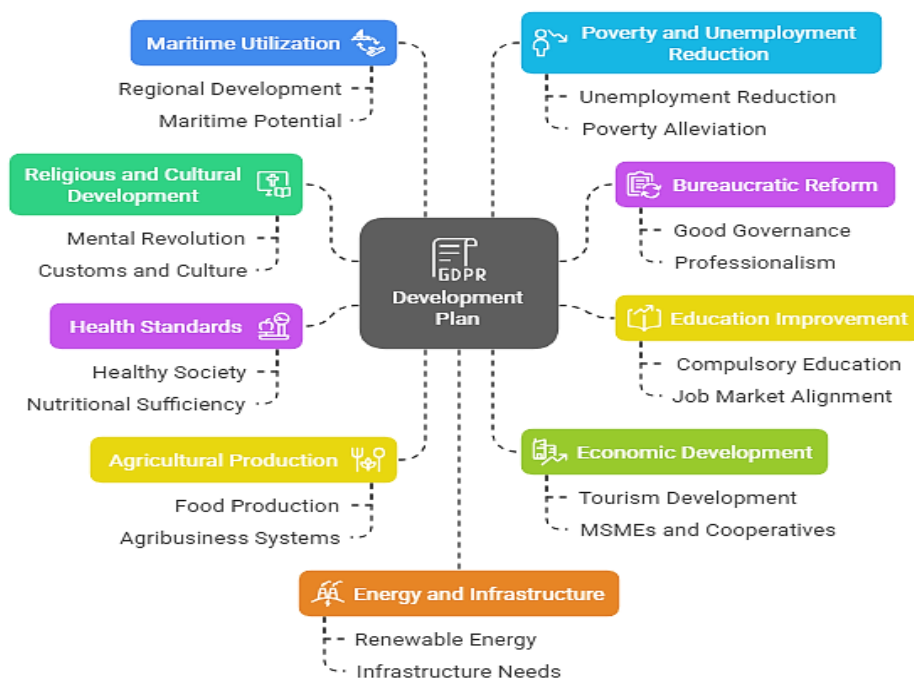 Maritime Utilization
Regional Development
Maritime Potential
Poverty and Unemployment
Reduction
Unemployment Reduction
Poverty Alleviation
Religious and Cultural
Development
Mental Revolution
Customs and Culture
Bureaucratic Reform
Good Governance
Professionalism
GDPR
Development
Plan
Health Standards
Healthy Society
Nutritional Sufficiency
Education Improvement
Compulsory Education
Job Market Alignment
Agricultural Production
Food Production
Agribusiness Systems
Economic Development
Tourism Development
MSMEs and Cooperatives
Energy and Infrastructure
Renewable Energy
Infrastructure Needs